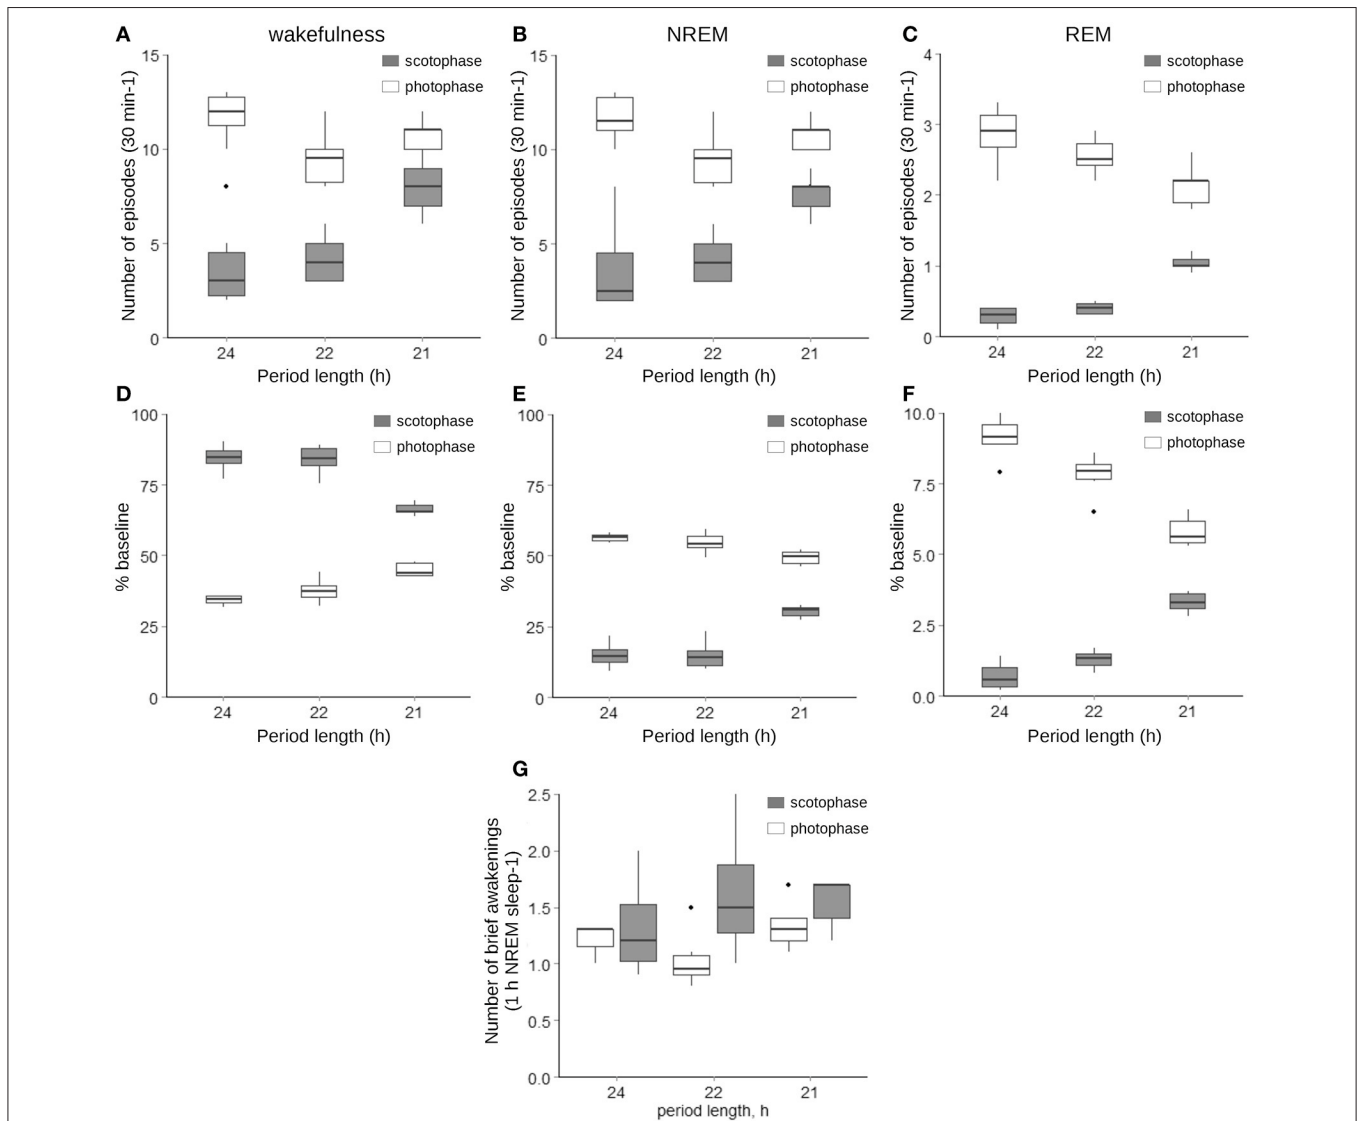 A wakefulness
B NREM
C REM
15
10
5
0
Number of episodes (30 min-1)
scotophase
photophase
24 22 21
Period length (h)
15
10
5
0
Number of episodes (30 min-1)
scotophase
photophase
24 22 21
Period length (h)
4
3
2
1
0
Number of episodes (30 min-1)
scotophase
photophase
24 22 21
Period length (h)
D
100
75
50
25
0
% baseline
scotophase
photophase
24 22 21
Period length (h)
E
100
75
50
25
0
% baseline
scotophase
photophase
24 22 21
Period length (h)
F
10.0
7.5
5.0
2.5
0.0
% baseline
scotophase
photophase
24 22 21
Period length (h)
G
2.5
2.0
1.5
1.0
0.5
0.0
Number of brief awakenings
(1 h NREM sleep-1)
scotophase
photophase
24 22 21
period length, h